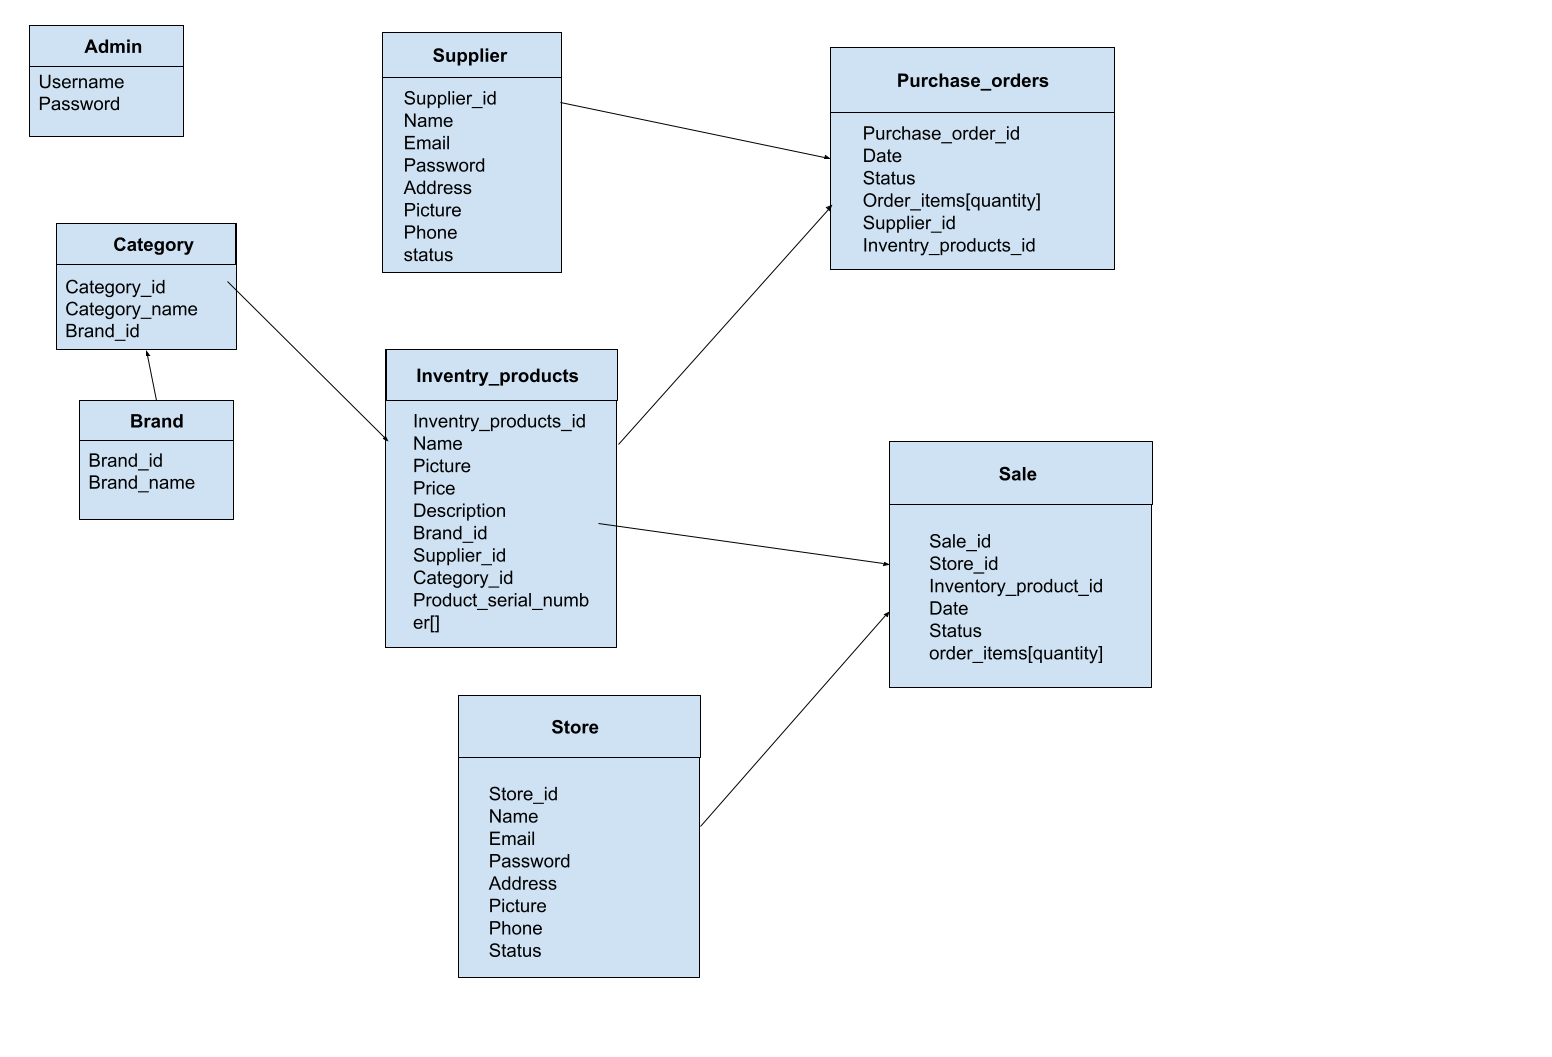 Admin
Username
Password
Supplier
Supplier_id
Name
Email
Password
Address
Picture
Phone
status
Purchase_orders
Purchase_order_id
Date
Status
Order_items[quantity]
Supplier_id
Inventry_products_id
Category
Category_id
Category_name
Brand_id
Brand
Brand_id
Brand_name
Inventry_products
Inventry_products_id
Name
Picture
Price
Description
Brand_id
Supplier_id
Category_id
Product_serial_numb
er[]
Sale
Sale_id
Store_id
Inventory_product_id
Date
Status
order_items[quantity]
Store
Store_id
Name
Email
Password
Address
Picture
Phone
Status